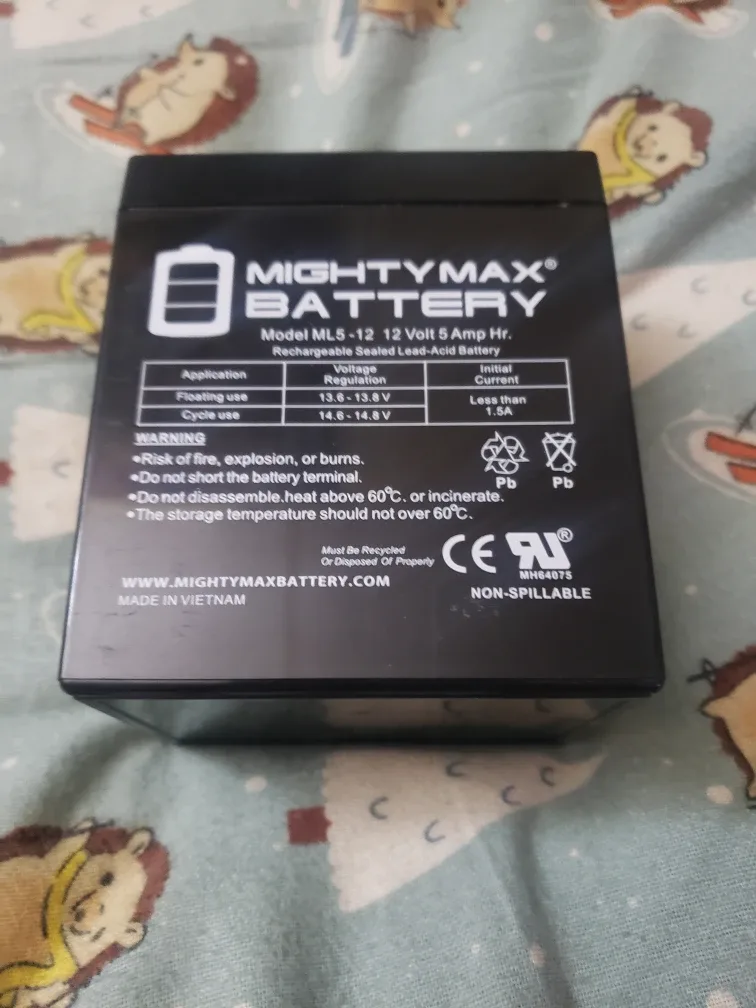 MIGHTYMAX®
BATTERY
Model ML5-12 12 Volt 5 Amp Hr.
Rechargeable Sealed Lead-Acid Battery
Application Voltage Regulation Initial Current
Floating use 13.6 - 13.8 V Less than 1.5A
Cycle use 14.6 - 14.8 V
WARNING
•Risk of fire, explosion, or burns.
•Do not short the battery terminal.
•Do not disassemble.heat above 60°C. or incinerate.
•The storage temperature should not over 60°C.
Pb Pb
Must Be Recycled
Or Disposed Of Properly
CE RU®
MH64075
WWW.MIGHTYMAXBATTERY.COM
MADE IN VIETNAM
NON-SPILLABLE